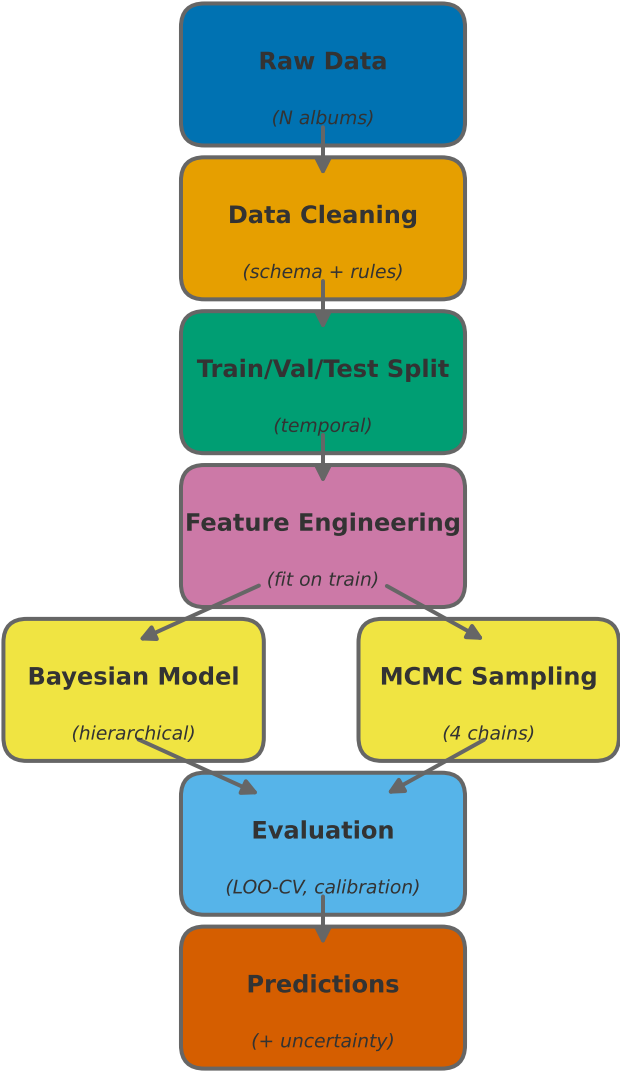 Raw Data
(N albums)
Data Cleaning
(schema + rules)
Train/Val/Test Split
(temporal)
Feature Engineering
(fit on train)
Bayesian Model
(hierarchical)
MCMC Sampling
(4 chains)
Evaluation
(LOO-CV, calibration)
Predictions
(+ uncertainty)